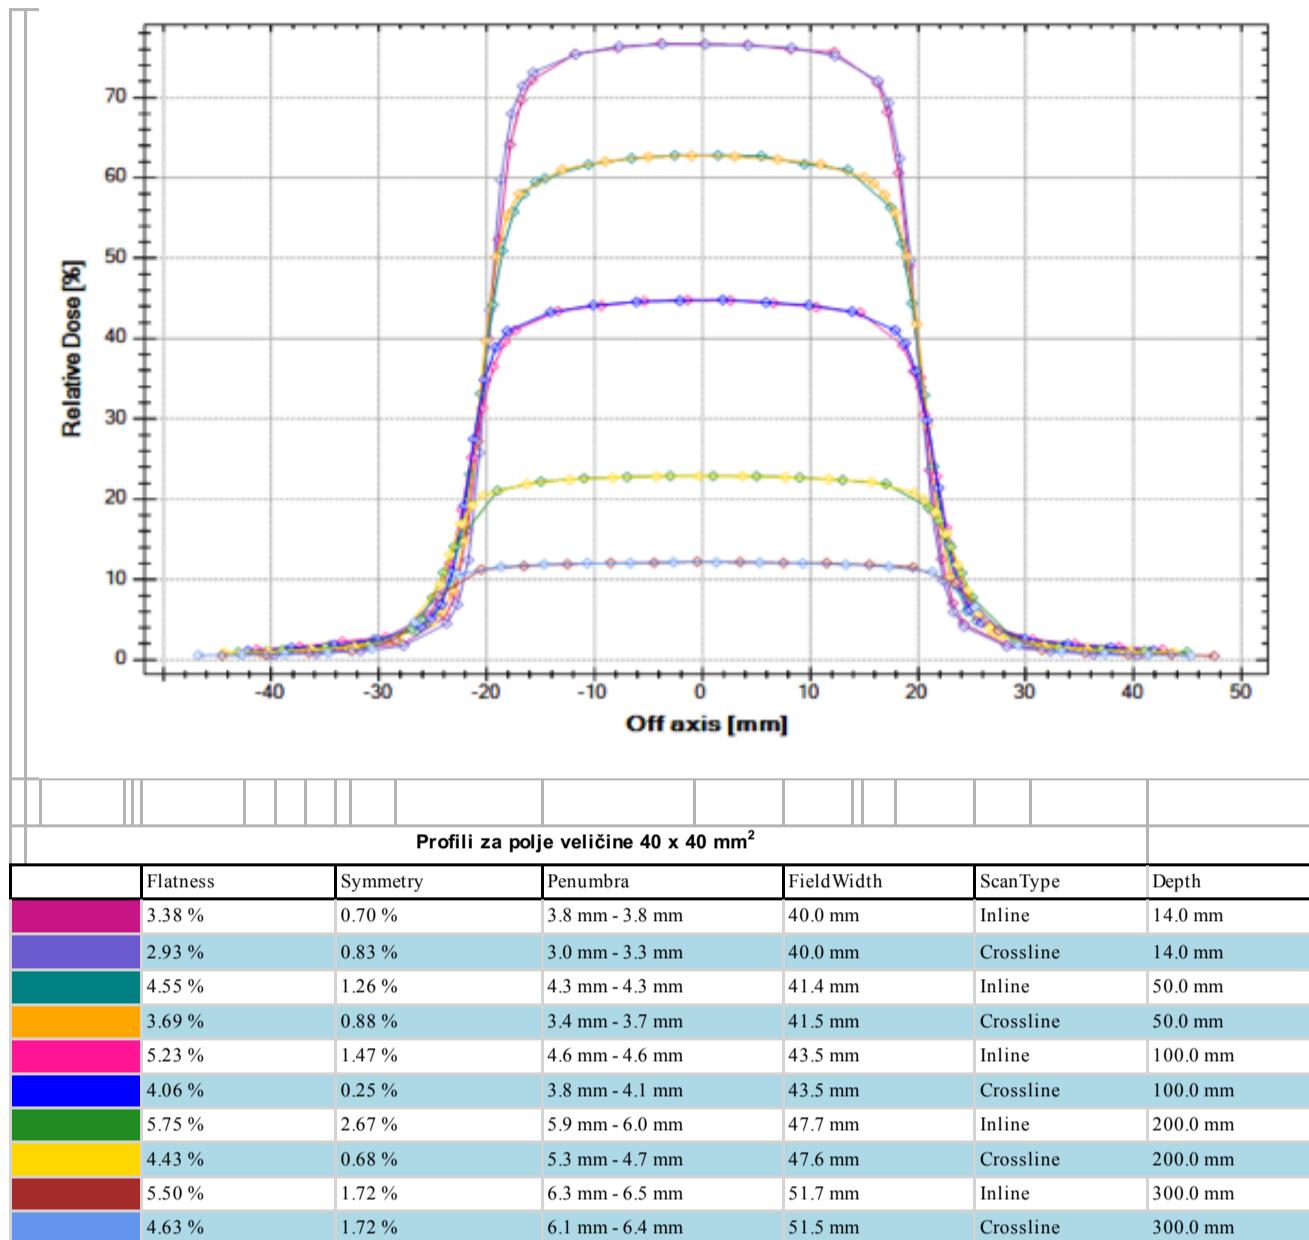 70
60
50
40
30
20
10
0
Relative Dose [%]
-40 -30 -20 -10 0 10 20 30 40 50
Off axis [mm]
Profili za polje veličine 40 x 40 mm²
Flatness Symmetry Penumbra FieldWidth ScanType Depth
3.38 % 0.70 % 3.8 mm - 3.8 mm 40.0 mm Inline 14.0 mm
2.93 % 0.83 % 3.0 mm - 3.3 mm 40.0 mm Crossline 14.0 mm
4.55 % 1.26 % 4.3 mm - 4.3 mm 41.4 mm Inline 50.0 mm
3.69 % 0.88 % 3.4 mm - 3.7 mm 41.5 mm Crossline 50.0 mm
5.23 % 1.47 % 4.6 mm - 4.6 mm 43.5 mm Inline 100.0 mm
4.06 % 0.25 % 3.8 mm - 4.1 mm 43.5 mm Crossline 100.0 mm
5.75 % 2.67 % 5.9 mm - 6.0 mm 47.7 mm Inline 200.0 mm
4.43 % 0.68 % 5.3 mm - 4.7 mm 47.6 mm Crossline 200.0 mm
5.50 % 1.72 % 6.3 mm - 6.5 mm 51.7 mm Inline 300.0 mm
4.63 % 1.72 % 6.1 mm - 6.4 mm 51.5 mm Crossline 300.0 mm